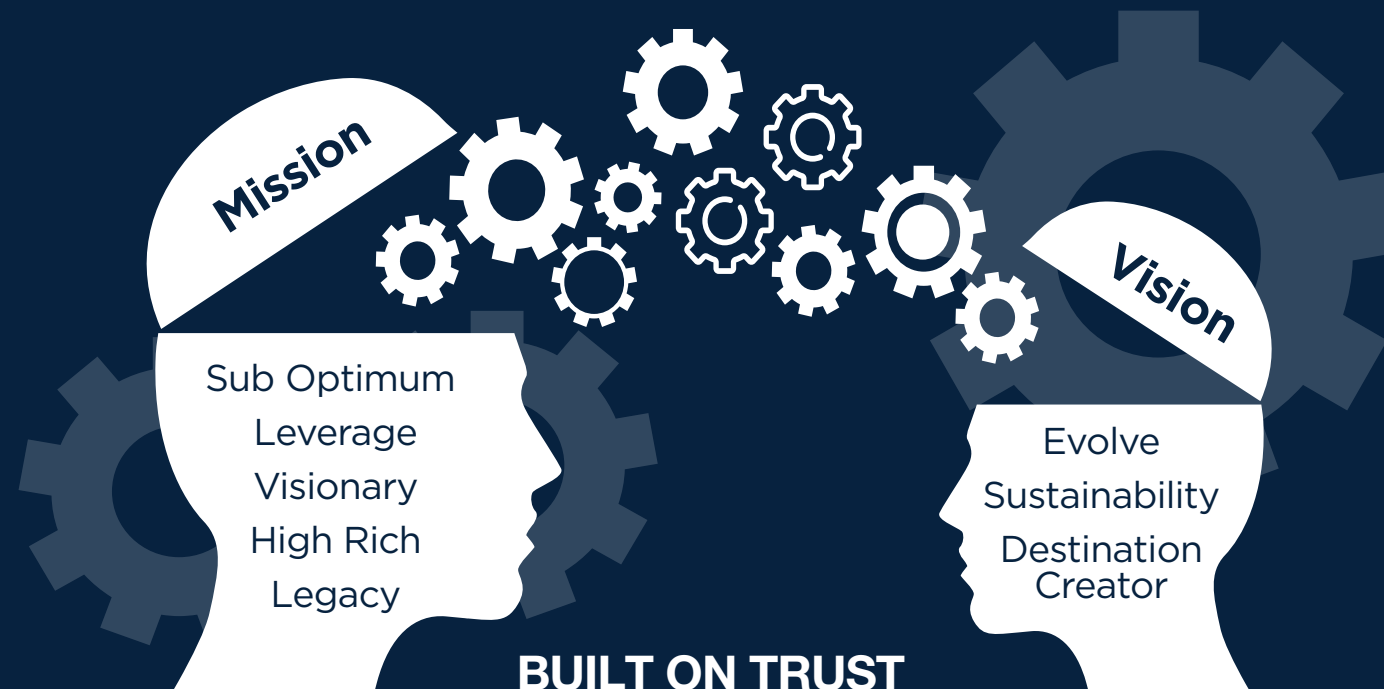 Mission
Sub Optimum
Leverage
Visionary
High Rich
Legacy
Vision
Evolve
Sustainability
Destination
Creator
BUILT ON TRUST